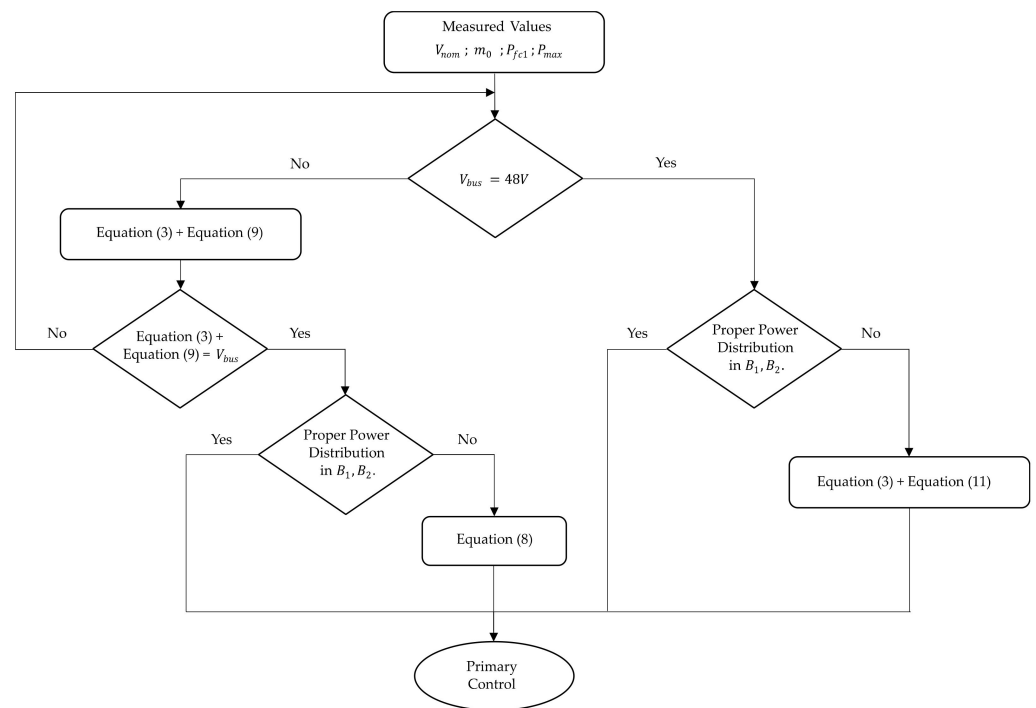 Measured Values
V_nom ; m_0 ; P_fc1 ; P_max
No
Yes
V_bus = 48V
Equation (3) + Equation (9)
No
Equation (3) +
Equation (9) = V_bus
Yes
Yes
Proper Power
Distribution
in B_1, B_2.
No
Yes
Proper Power
Distribution
in B_1, B_2.
No
Equation (3) + Equation (11)
Equation (8)
Primary
Control